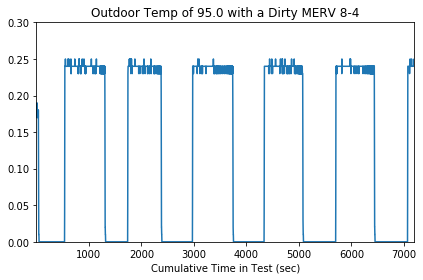 Outdoor Temp of 95.0 with a Dirty MERV 8-4
0.30
0.25
0.20
0.15
0.10
0.05
0.00
1000 2000 3000 4000 5000 6000 7000
Cumulative Time in Test (sec)